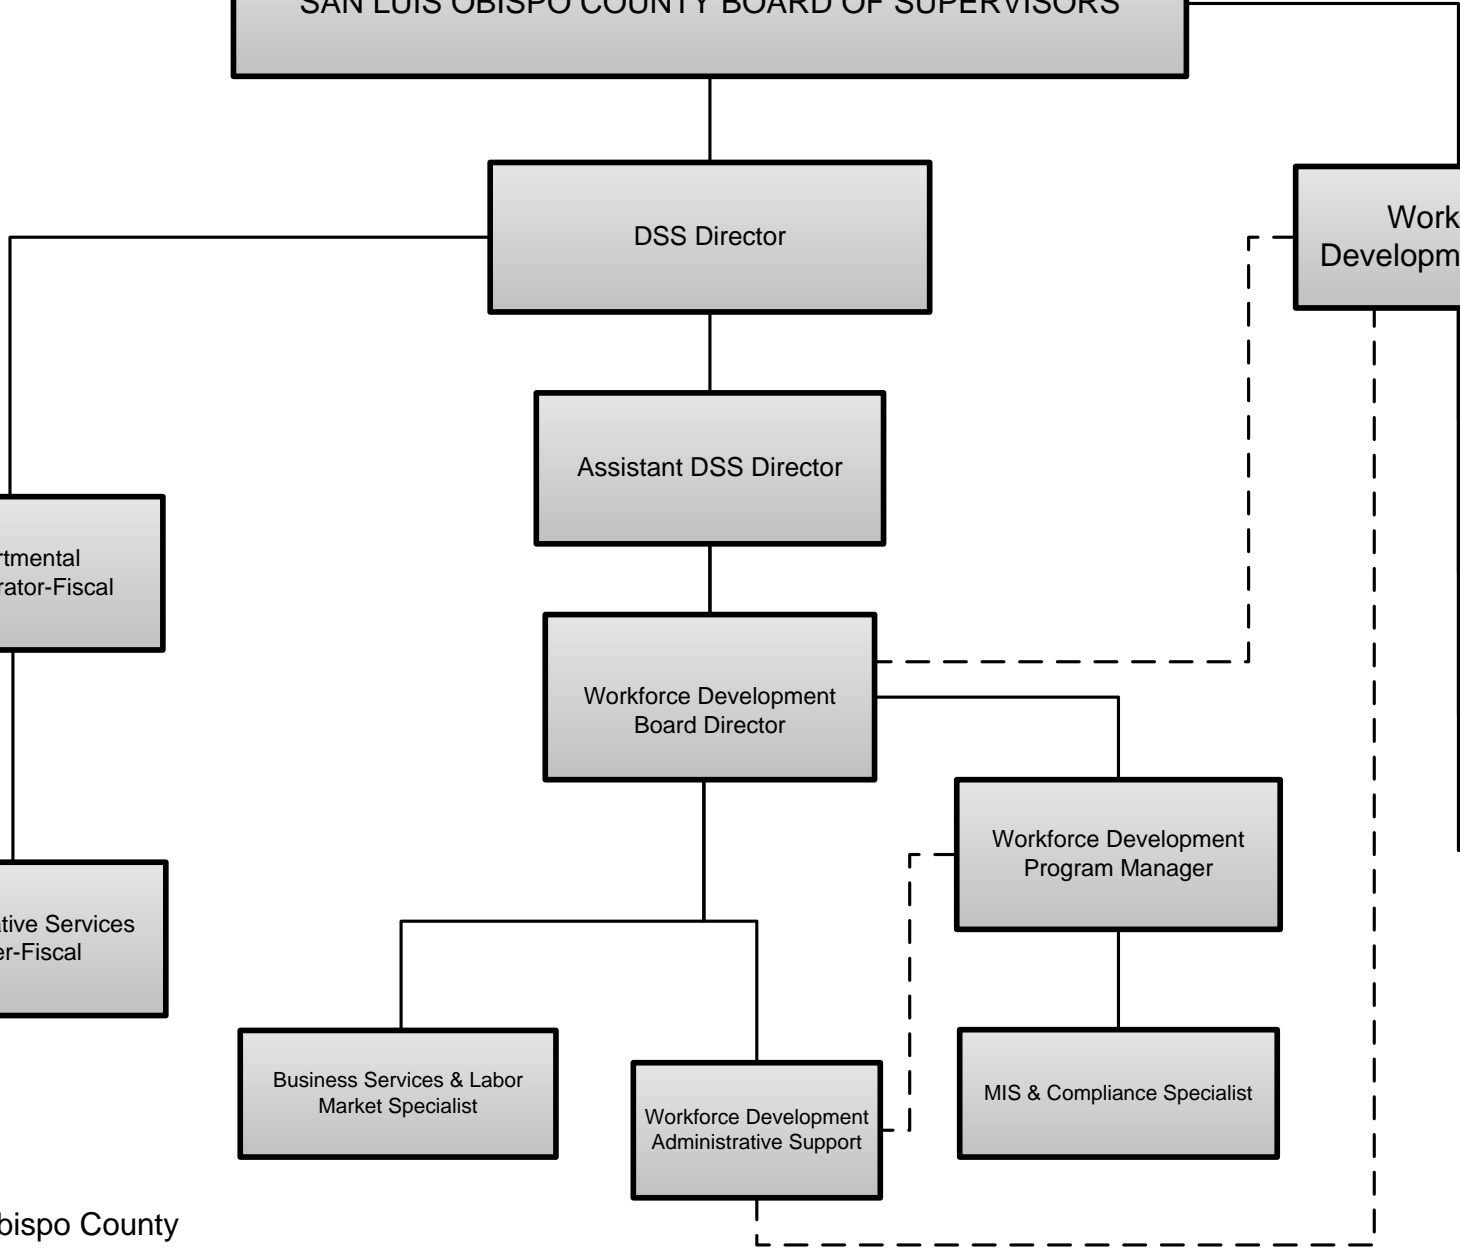 SAN LUIS OBISPO COUNTY BOARD OF SUPERVISORS
DSS Director
Work
Developm
Assistant DSS Director
rtmental
rator-Fiscal
Workforce Development
Board Director
Workforce Development
Program Manager
ative Services
er-Fiscal
Business Services & Labor
Market Specialist
Workforce Development
Administrative Support
MIS & Compliance Specialist
bispo County